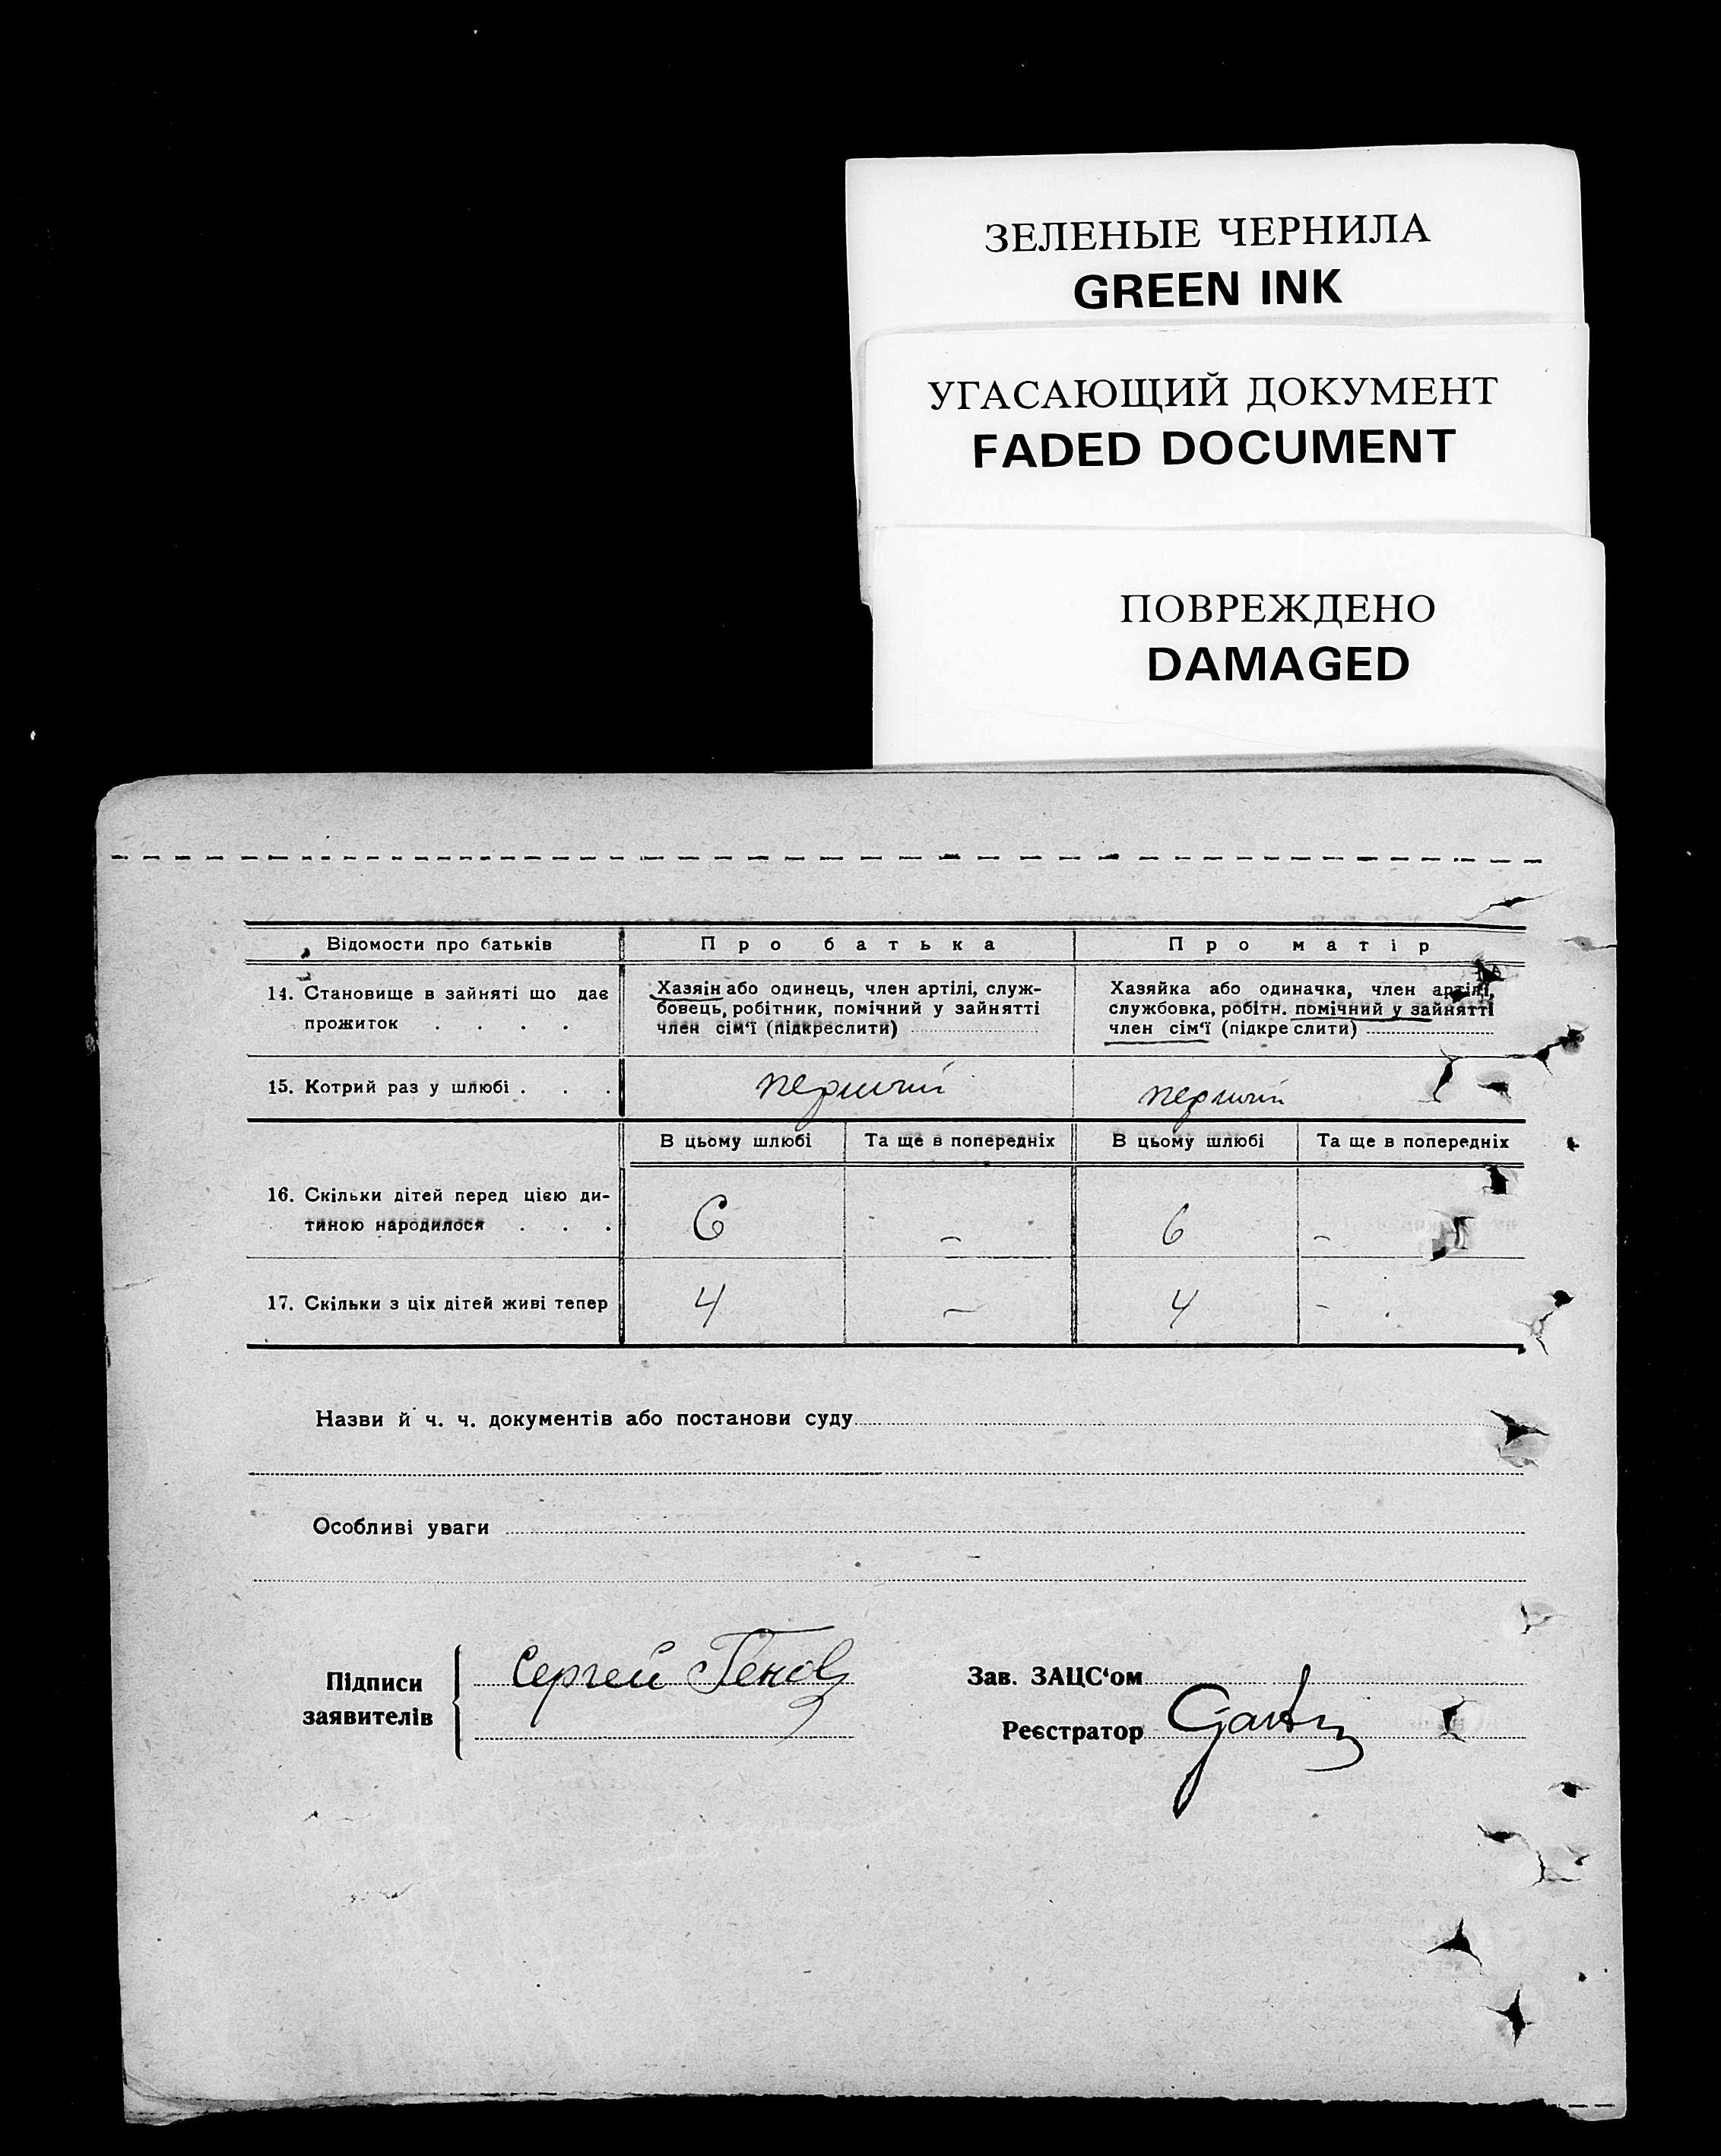 ЗЕЛЕНЫЕ ЧЕРНИЛА
GREEN INK
УГАСАЮЩИЙ ДОКУМЕНТ
FADED DOCUMENT
ПОВРЕЖДЕНО
DAMAGED
Відомости про батьків
Про батька
Про матір
14. Становище в зайняті що дає
прожиток . . . .
Хазяін або одинець, член артілі, служ-
бовець, робітник, помічний у зайнятті
член сім'ї (підкреслити)
Хазяйка або одиначка, член артілі,
службовка, робітн. помічний у зайнятті
член сім'ї (підкреслити)
15. Котрий раз у шлюбі . . .
перший
перший
В цьому шлюбі
Та ще в попередніх
В цьому шлюбі
Та ще в попередніх
16. Скільки дітей перед цією ди-
тиною народилося . . .
6
–
6
–
17. Скільки з ціх дітей живі тепер
4
–
4
–
Назви й ч. ч. документів або постанови суду
Особливі уваги
Підписи
заявителів
Сергей
Зав. ЗАЦС'ом
Реєстратор